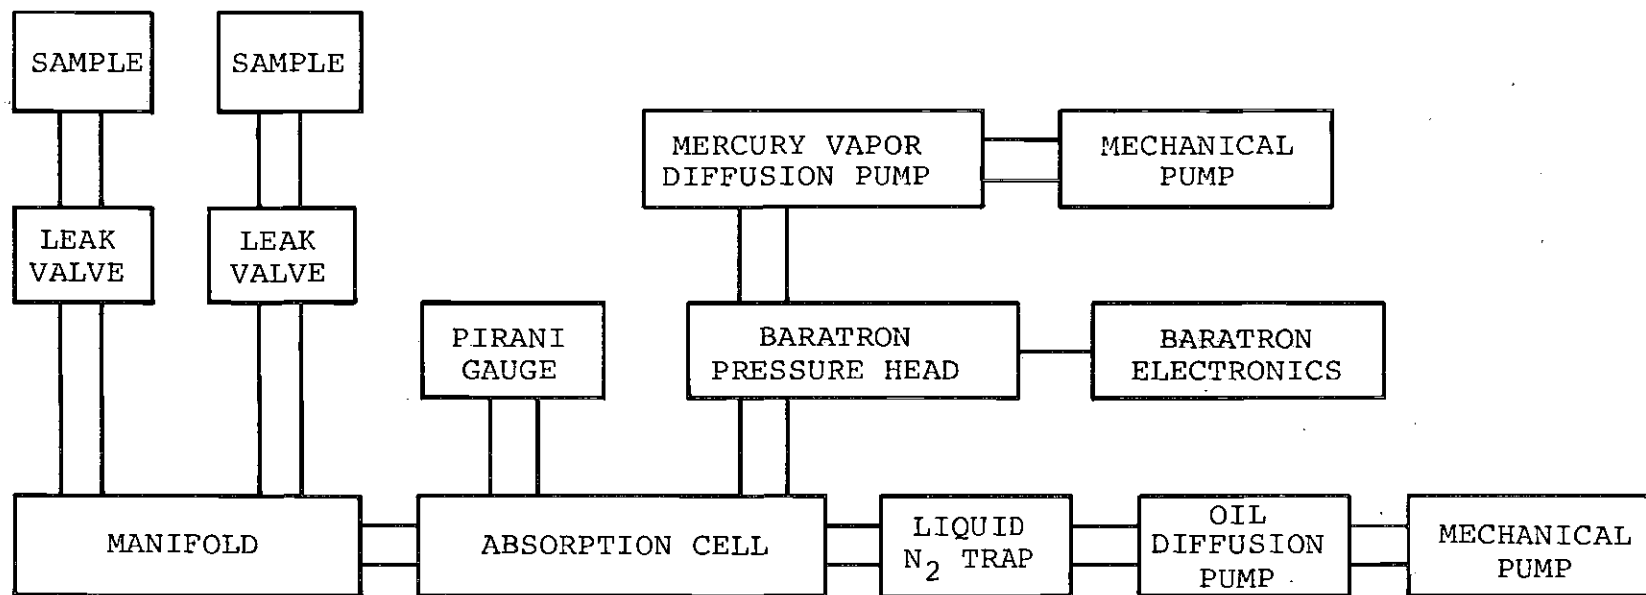 SAMPLE
SAMPLE
MERCURY VAPOR
DIFFUSION PUMP
MECHANICAL
PUMP
LEAK
VALVE
LEAK
VALVE
PIRANI
GAUGE
BARATRON
PRESSURE HEAD
BARATRON
ELECTRONICS
MANIFOLD
ABSORPTION CELL
LIQUID
N2 TRAP
OIL
DIFFUSION
PUMP
MECHANICAL
PUMP